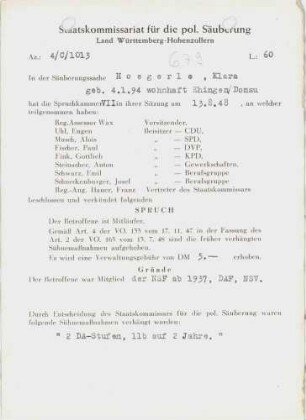 Staatskommissariat für die pol. Säuberung
Land Württemberg-Hohenzollern
Az.: 4/C/1013
L.: 60
In der Säuberungssache Hoegerle, Klara
geb. 4.1.94 wohnhaft Ehingen/Donau
hat die Spruchkammer VII in ihrer Sitzung am 13.8.48, an welcher
teilgenommen haben:
Reg.Assessor Wax Vorsitzender,
Uhl, Eugen Beisitzer — CDU,
Munding, Alois „ — SPD,
Fischer, Paul „ — DVP,
Fink, Gottlieb „ — KPD,
Steinacher, Anton „ — Gewerkschaften,
Schwarz, Emil „ — Berufsgruppe
Schneckenburger, Josef „ — Berufsgruppe
Reg.-Ang. Hauer, Franz Vertreter des Staatskommissars
beschlossen und verkündet folgenden
SPRUCH
Der Betroffene ist Mitläufer.
Gemäß Art. 4 der VO. 133 vom 17. 11. 47 in der Fassung des
Art. 2 der VO. 165 vom 13. 7. 48 sind die früher verhängten
Sühnemaßnahmen aufgehoben.
Es wird eine Verwaltungsgebühr von DM 5.— erhoben.
Gründe
Der Betroffene war Mitglied der NSF ab 1937, DAF, NSV.
Durch Entscheidung des Staatskommissars für die pol. Säuberung waren
folgende Sühnemaßnahmen verhängt worden:
" 2 DA-Stufen, 11b auf 2 Jahre. "